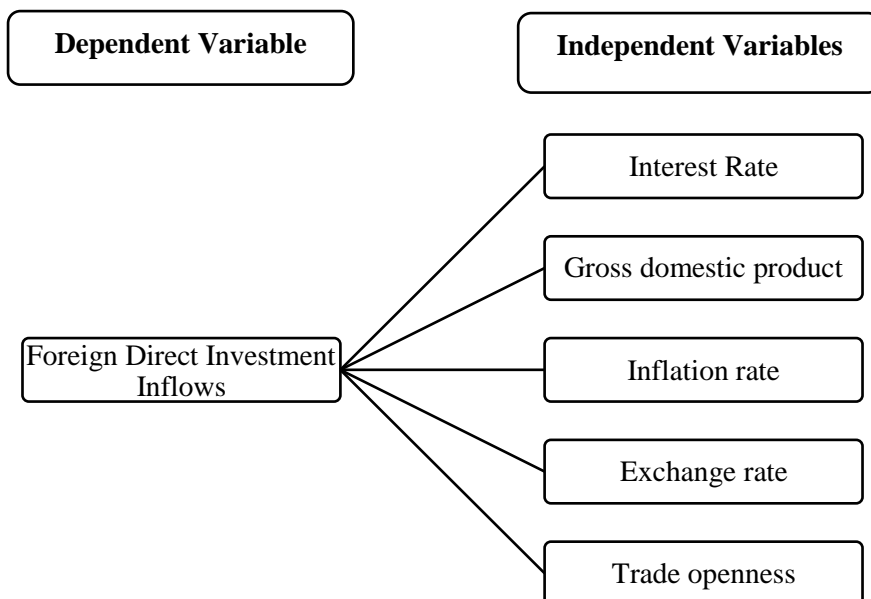 Dependent Variable
Independent Variables
Interest Rate
Gross domestic product
Foreign Direct Investment
Inflows
Inflation rate
Exchange rate
Trade openness